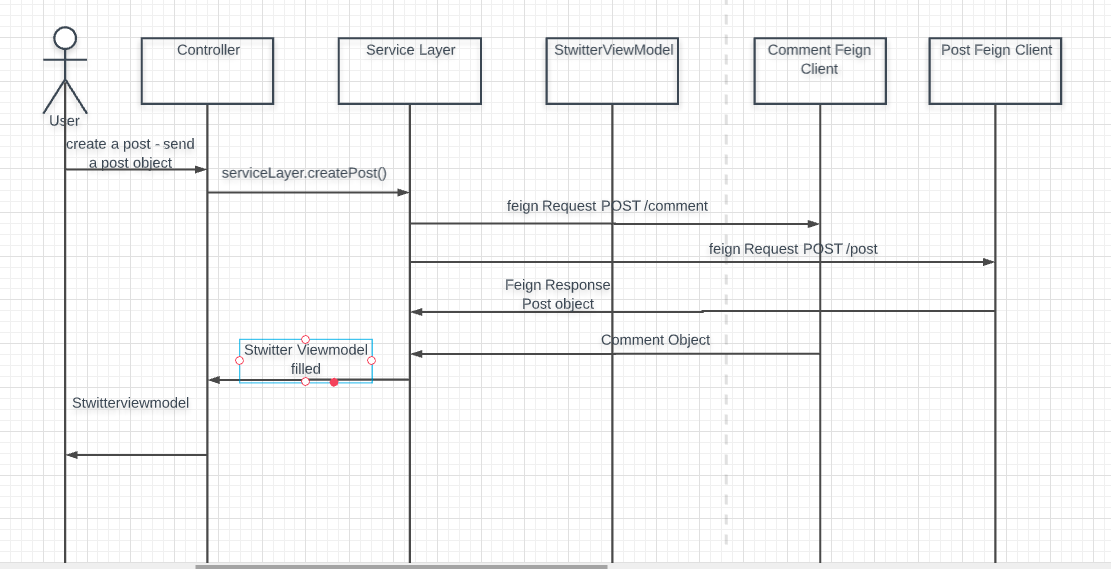 Controller
Service Layer
StwitterViewModel
Comment Feign
Client
Post Feign Client
User
create a post - send
a post object
serviceLayer.createPost()
feign Request POST /comment
feign Request POST /post
Feign Response
Post object
Comment Object
Stwitter Viewmodel
filled
Stwitterviewmodel